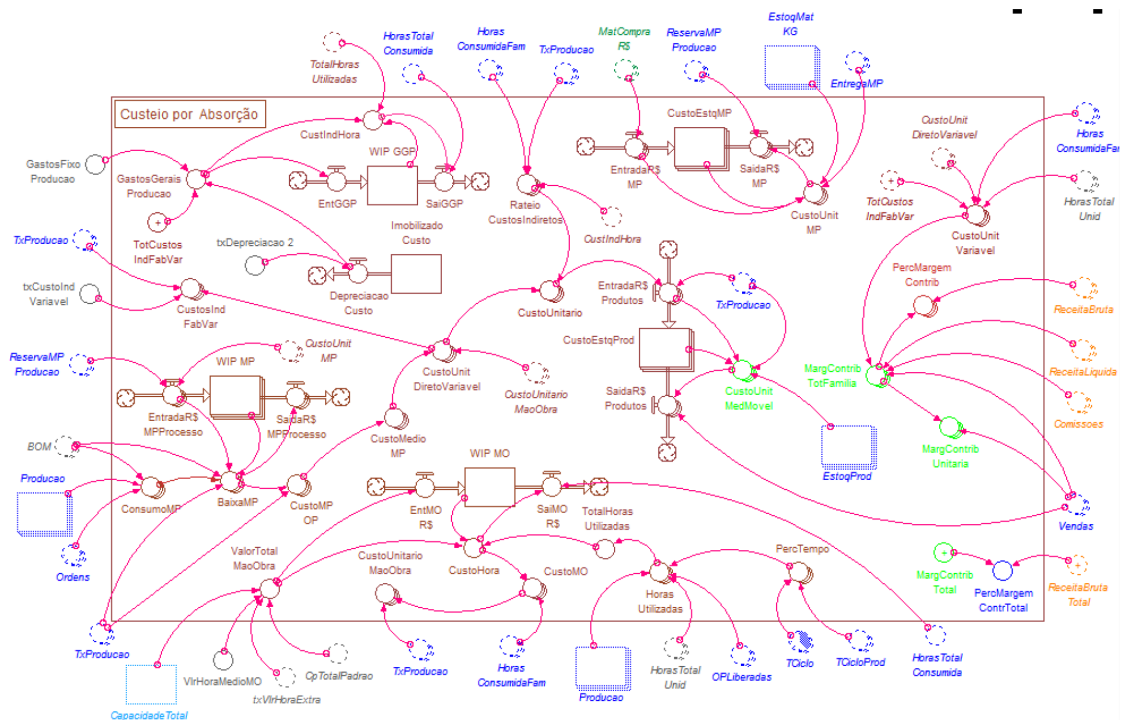 EstoqMat
KG
Horas
ConsumidaFam
HorasTotal
Consumida
TotalHoras
Utilizadas
TxProducao
MatCompra
R$
ReservaMP
Producao
EntregaMP
Custeio por Absorção
CustIndHora
WIP GGP
CustoEstqMP
CustoUnit
DiretoVariavel
Horas
ConsumidaFam
GastosFixo
Producao
GastosGerais
Producao
EntGGP
SaiGGP
Rateio
CustosIndiretos
EntradaR$
MP
SaidaR$
MP
CustoUnit
MP
TotCustos
IndFabVar
HorasTotal
Unid
CustoUnit
Variavel
TxProducao
TotCustos
IndFabVar
txDepreciacao 2
Imobilizado
Custo
CustIndHora
txCustoInd
Variavel
CustosInd
FabVar
Depreciacao
Custo
CustoUnitario
EntradaR$
Produtos
TxProducao
PercMargem
Contrib
ReceitaBruta
ReservaMP
Producao
WIP MP
CustoUnit
MP
CustoUnit
DiretoVariavel
CustoEstqProd
CustoUnitario
MaoObra
SaidaR$
Produtos
CustoUnit
MedMovel
MargContrib
TotFamilia
ReceitaLiquida
Comissoes
EntradaR$
MPProcesso
SaidaR$
MPProcesso
CustoMedio
MP
BOM
MargContrib
Unitaria
Producao
ConsumoMP
BaixaMP
CustoMP
OP
WIP MO
EstoqProd
EntMO
R$
SaiMO
R$
TotalHoras
Utilizadas
Vendas
Ordens
ValorTotal
MaoObra
CustoUnitario
MaoObra
CustoHora
CustoMO
PercTempo
Horas
Utilizadas
MargContrib
Total
PercMargem
ContrTotal
ReceitaBruta
Total
TxProducao
VlrHoraMedioMO
CpTotalPadrao
txVlrHoraExtra
TxProducao
Horas
ConsumidaFam
HorasTotal
Unid
OPLiberadas
TCiclo
TCicloProd
HorasTotal
Consumida
Producao
CapacidadeTotal